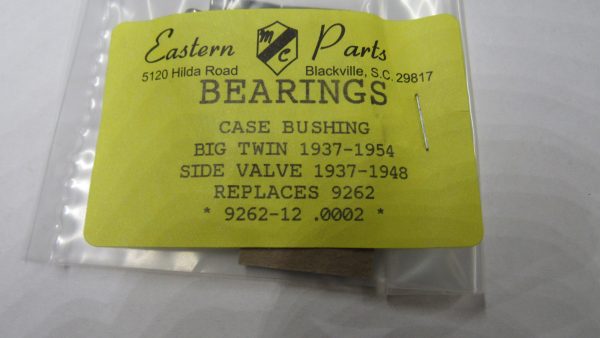 Eastern MC Parts
5120 Hilda Road Blackville, S.C. 29817
BEARINGS
CASE BUSHING
BIG TWIN 1937-1954
SIDE VALVE 1937-1948
REPLACES 9262
* 9262-12 .0002 *